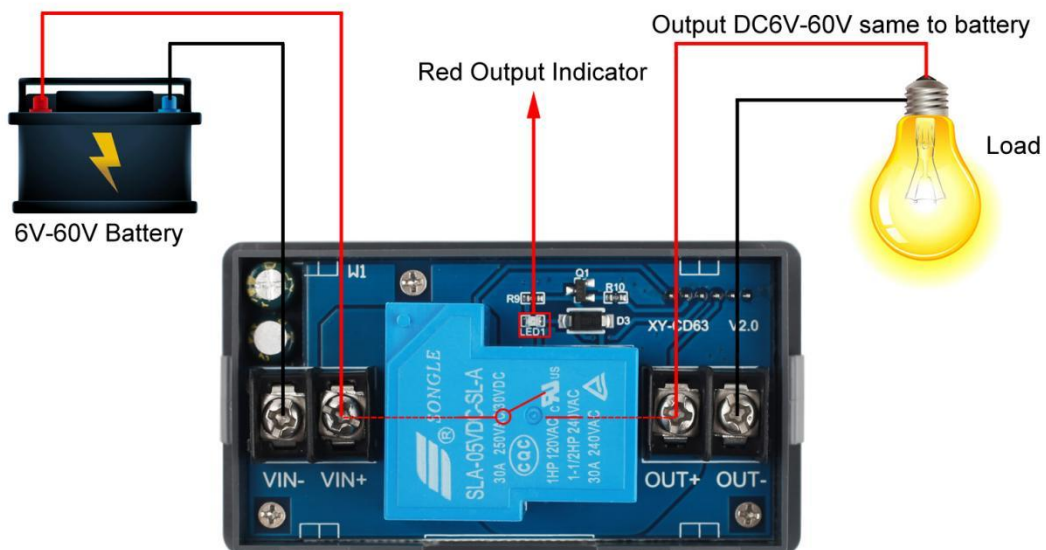 Output DC6V-60V same to battery
Red Output Indicator
Load
6V-60V Battery
W1
Q1
R9
R10
LED1
D3
XY-CD63 V2.0
SONGLE
®
SLA-05VDC-SL-A
30A 250VAC 30VDC
CQC
c US
1HP 120VAC
1-1/2HP 240VAC
30A 240VAC
VIN- VIN+
OUT+ OUT-